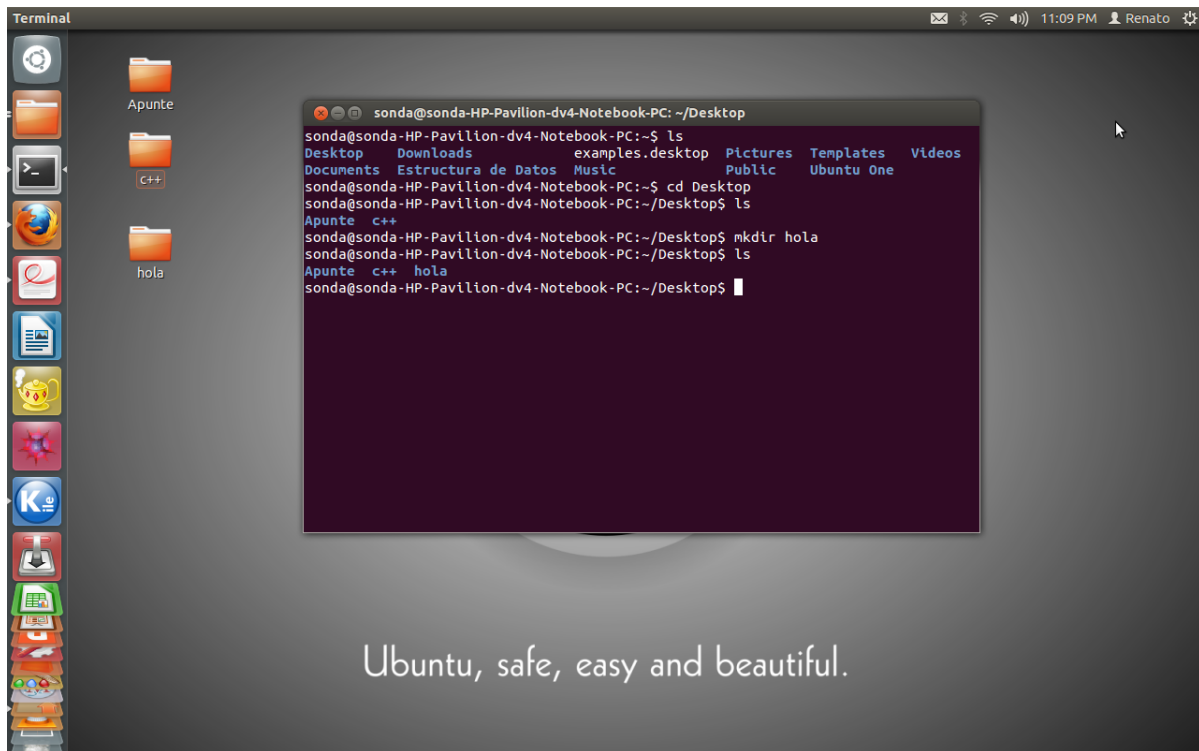 Terminal
11:09 PM Renato
Apunte
c++
hola
sonda@sonda-HP-Pavilion-dv4-Notebook-PC: ~/Desktop
sonda@sonda-HP-Pavilion-dv4-Notebook-PC:~$ ls
Desktop Downloads examples.desktop Pictures Templates Videos
Documents Estructura de Datos Music Public Ubuntu One
sonda@sonda-HP-Pavilion-dv4-Notebook-PC:~$ cd Desktop
sonda@sonda-HP-Pavilion-dv4-Notebook-PC:~/Desktop$ ls
Apunte c++
sonda@sonda-HP-Pavilion-dv4-Notebook-PC:~/Desktop$ mkdir hola
sonda@sonda-HP-Pavilion-dv4-Notebook-PC:~/Desktop$ ls
Apunte c++ hola
sonda@sonda-HP-Pavilion-dv4-Notebook-PC:~/Desktop$
Kile
Ubuntu, safe, easy and beautiful.